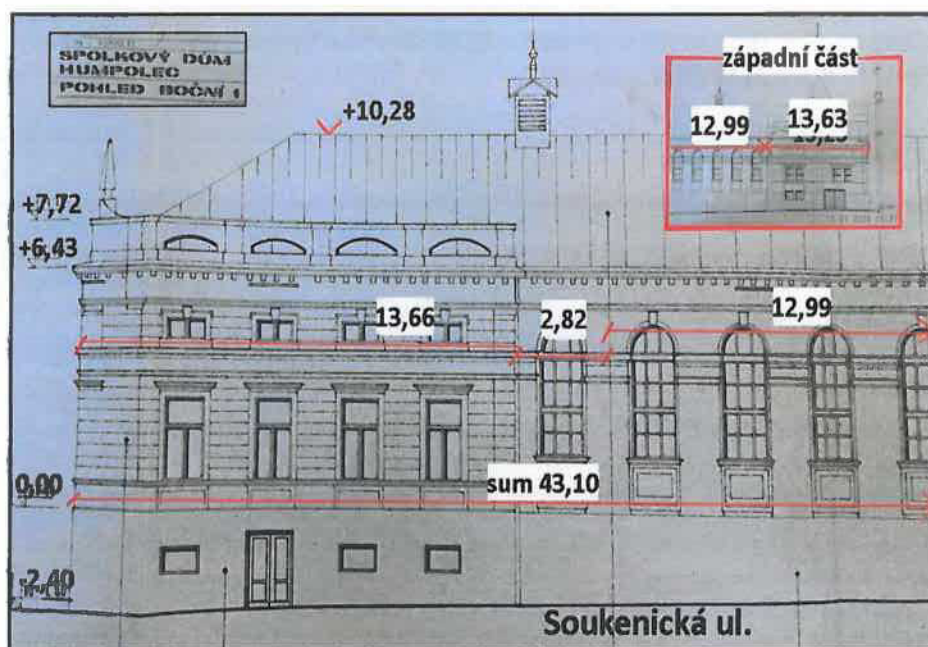 SPOLKOVÝ DŮM
HUMPOLEC
POHLED BOČNÍ 1
západní část
12,99
13,63
+10,28
+7,72
+6,43
13,66
2,82
12,99
0,00
sum 43,10
-2,40
Soukenická ul.